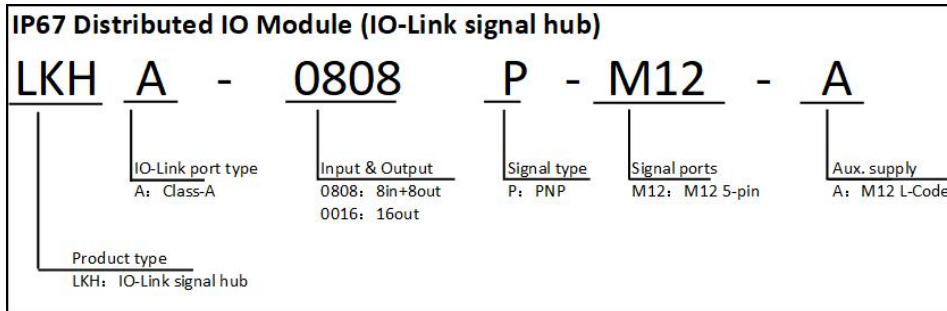 IP67 Distributed IO Module (IO-Link signal hub)
LKH A - 0808 P - M12 - A
IO-Link port type
A：Class-A
Input & Output
0808：8in+8out
0016：16out
Signal type
P：PNP
Signal ports
M12：M12 5-pin
Aux. supply
A：M12 L-Code
Product type
LKH：IO-Link signal hub